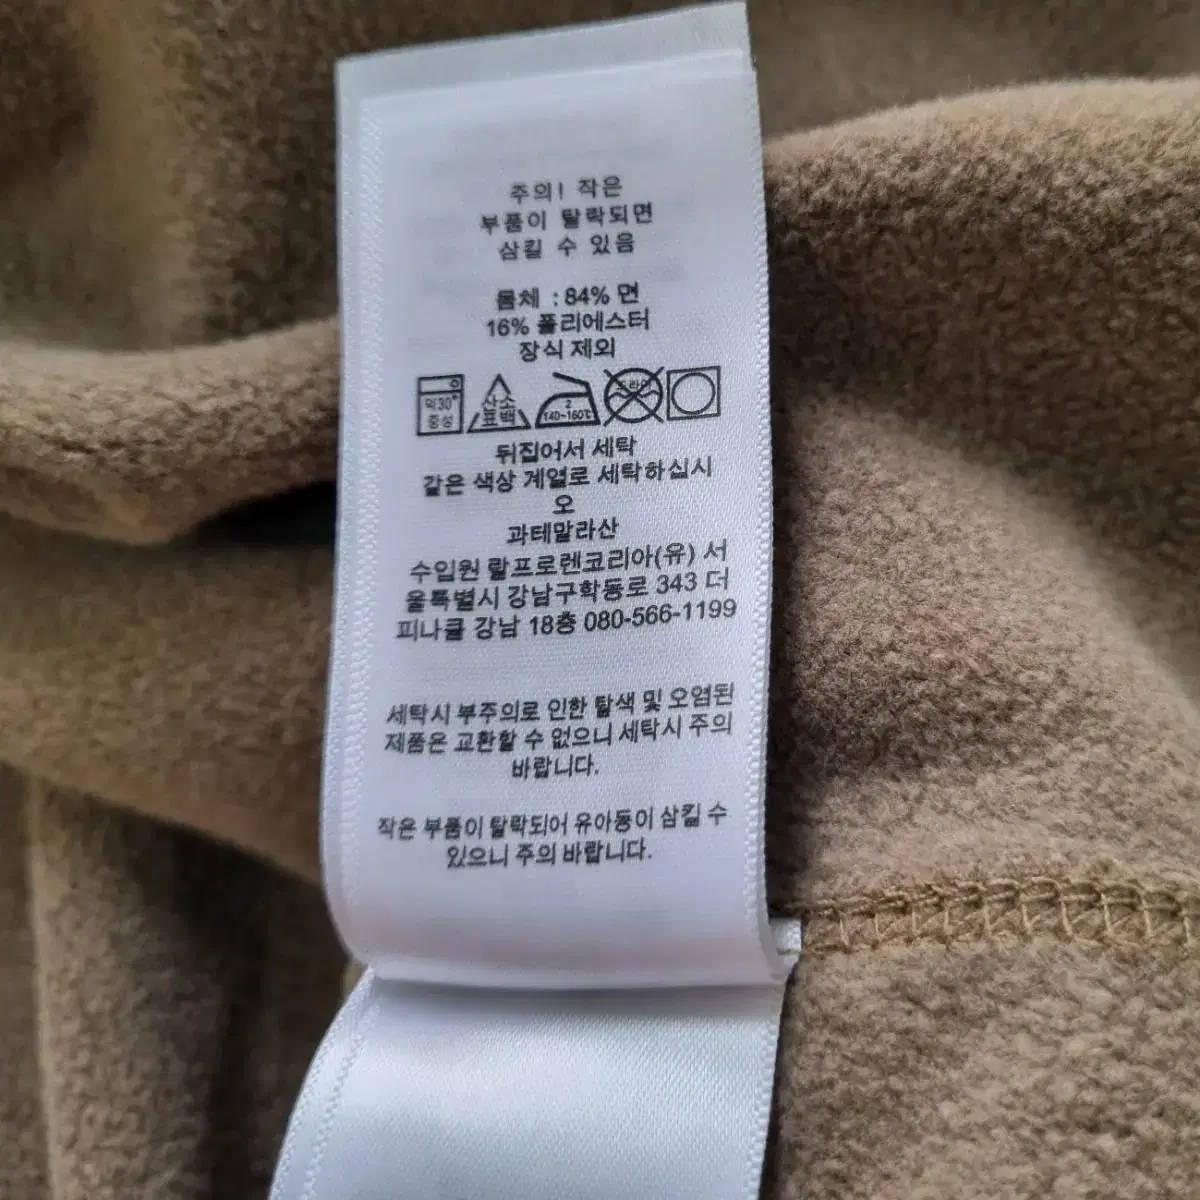 주의! 작은
부품이 탈락되면
삼킬 수 있음
몸체 : 84% 면
16% 폴리에스터
장식 제외
약30°
중성
산소
표백
2
140~160℃
드라이
뒤집어서 세탁
같은 색상 계열로 세탁하십시
오
과테말라산
수입원 랄프로렌코리아(유) 서
울특별시 강남구학동로 343 더
피나클 강남 18층 080-566-1199
세탁시 부주의로 인한 탈색 및 오염된
제품은 교환할 수 없으니 세탁시 주의
바랍니다.
작은 부품이 탈락되어 유아동이 삼킬 수
있으니 주의 바랍니다.